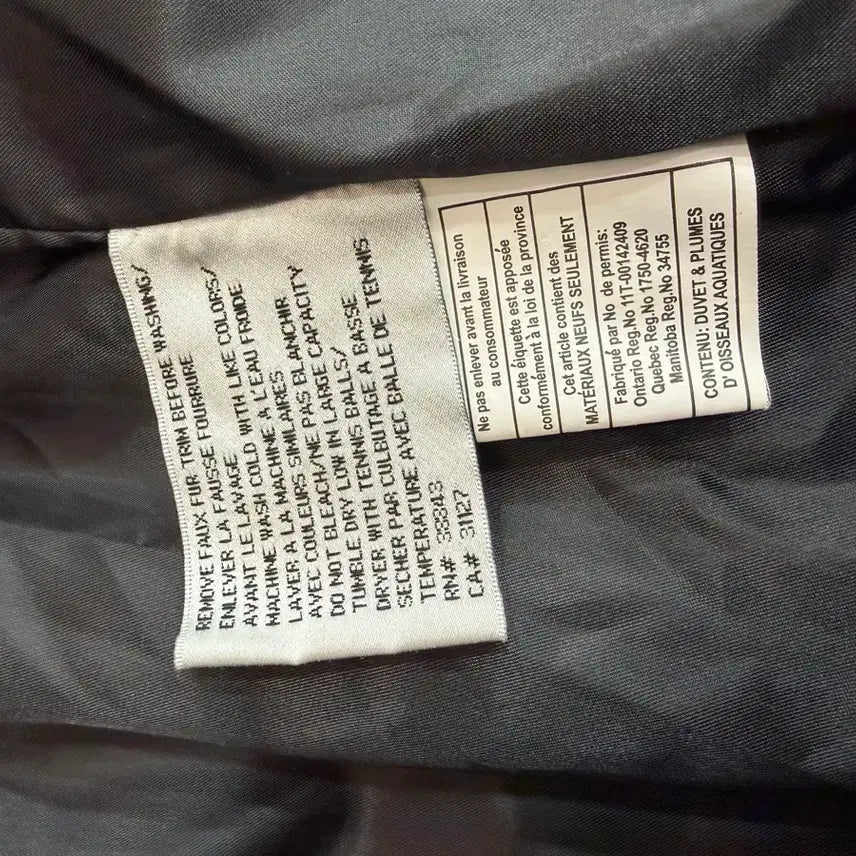 REMOVE FAUX FUR TRIM BEFORE WASHING/
ENLEVER LA FAUSSE FOURRURE
AVANT LE LAVAGE
MACHINE WASH COLD WITH LIKE COLORS/
LAVER A LA MACHINE A L'EAU FROIDE
AVEC COULEURS SIMILAIRES
DO NOT BLEACH/NE PAS BLANCHIR
TUMBLE DRY LOW IN LARGE CAPACITY
DRYER WITH TENNIS BALLS/
SECHER PAR CULBUTAGE A BASSE
TEMPERATURE AVEC BALLE DE TENNIS
RN# 33843
CA# 31127
Ne pas enlever avant la livraison
au consommateur
Cette éiquette est apposée
conformément à la loi de la province
Cet article contient des
MATÉRIAUX NEUFS SEULEMENT
Fabriqué par No de permis:
Ontario Reg.No 11T-00142409
Quebec Reg.No 1750-4620
Manitoba Reg.No 34755
CONTENU: DUVET & PLUMES
D'OISSEAUX AQUATIQUES